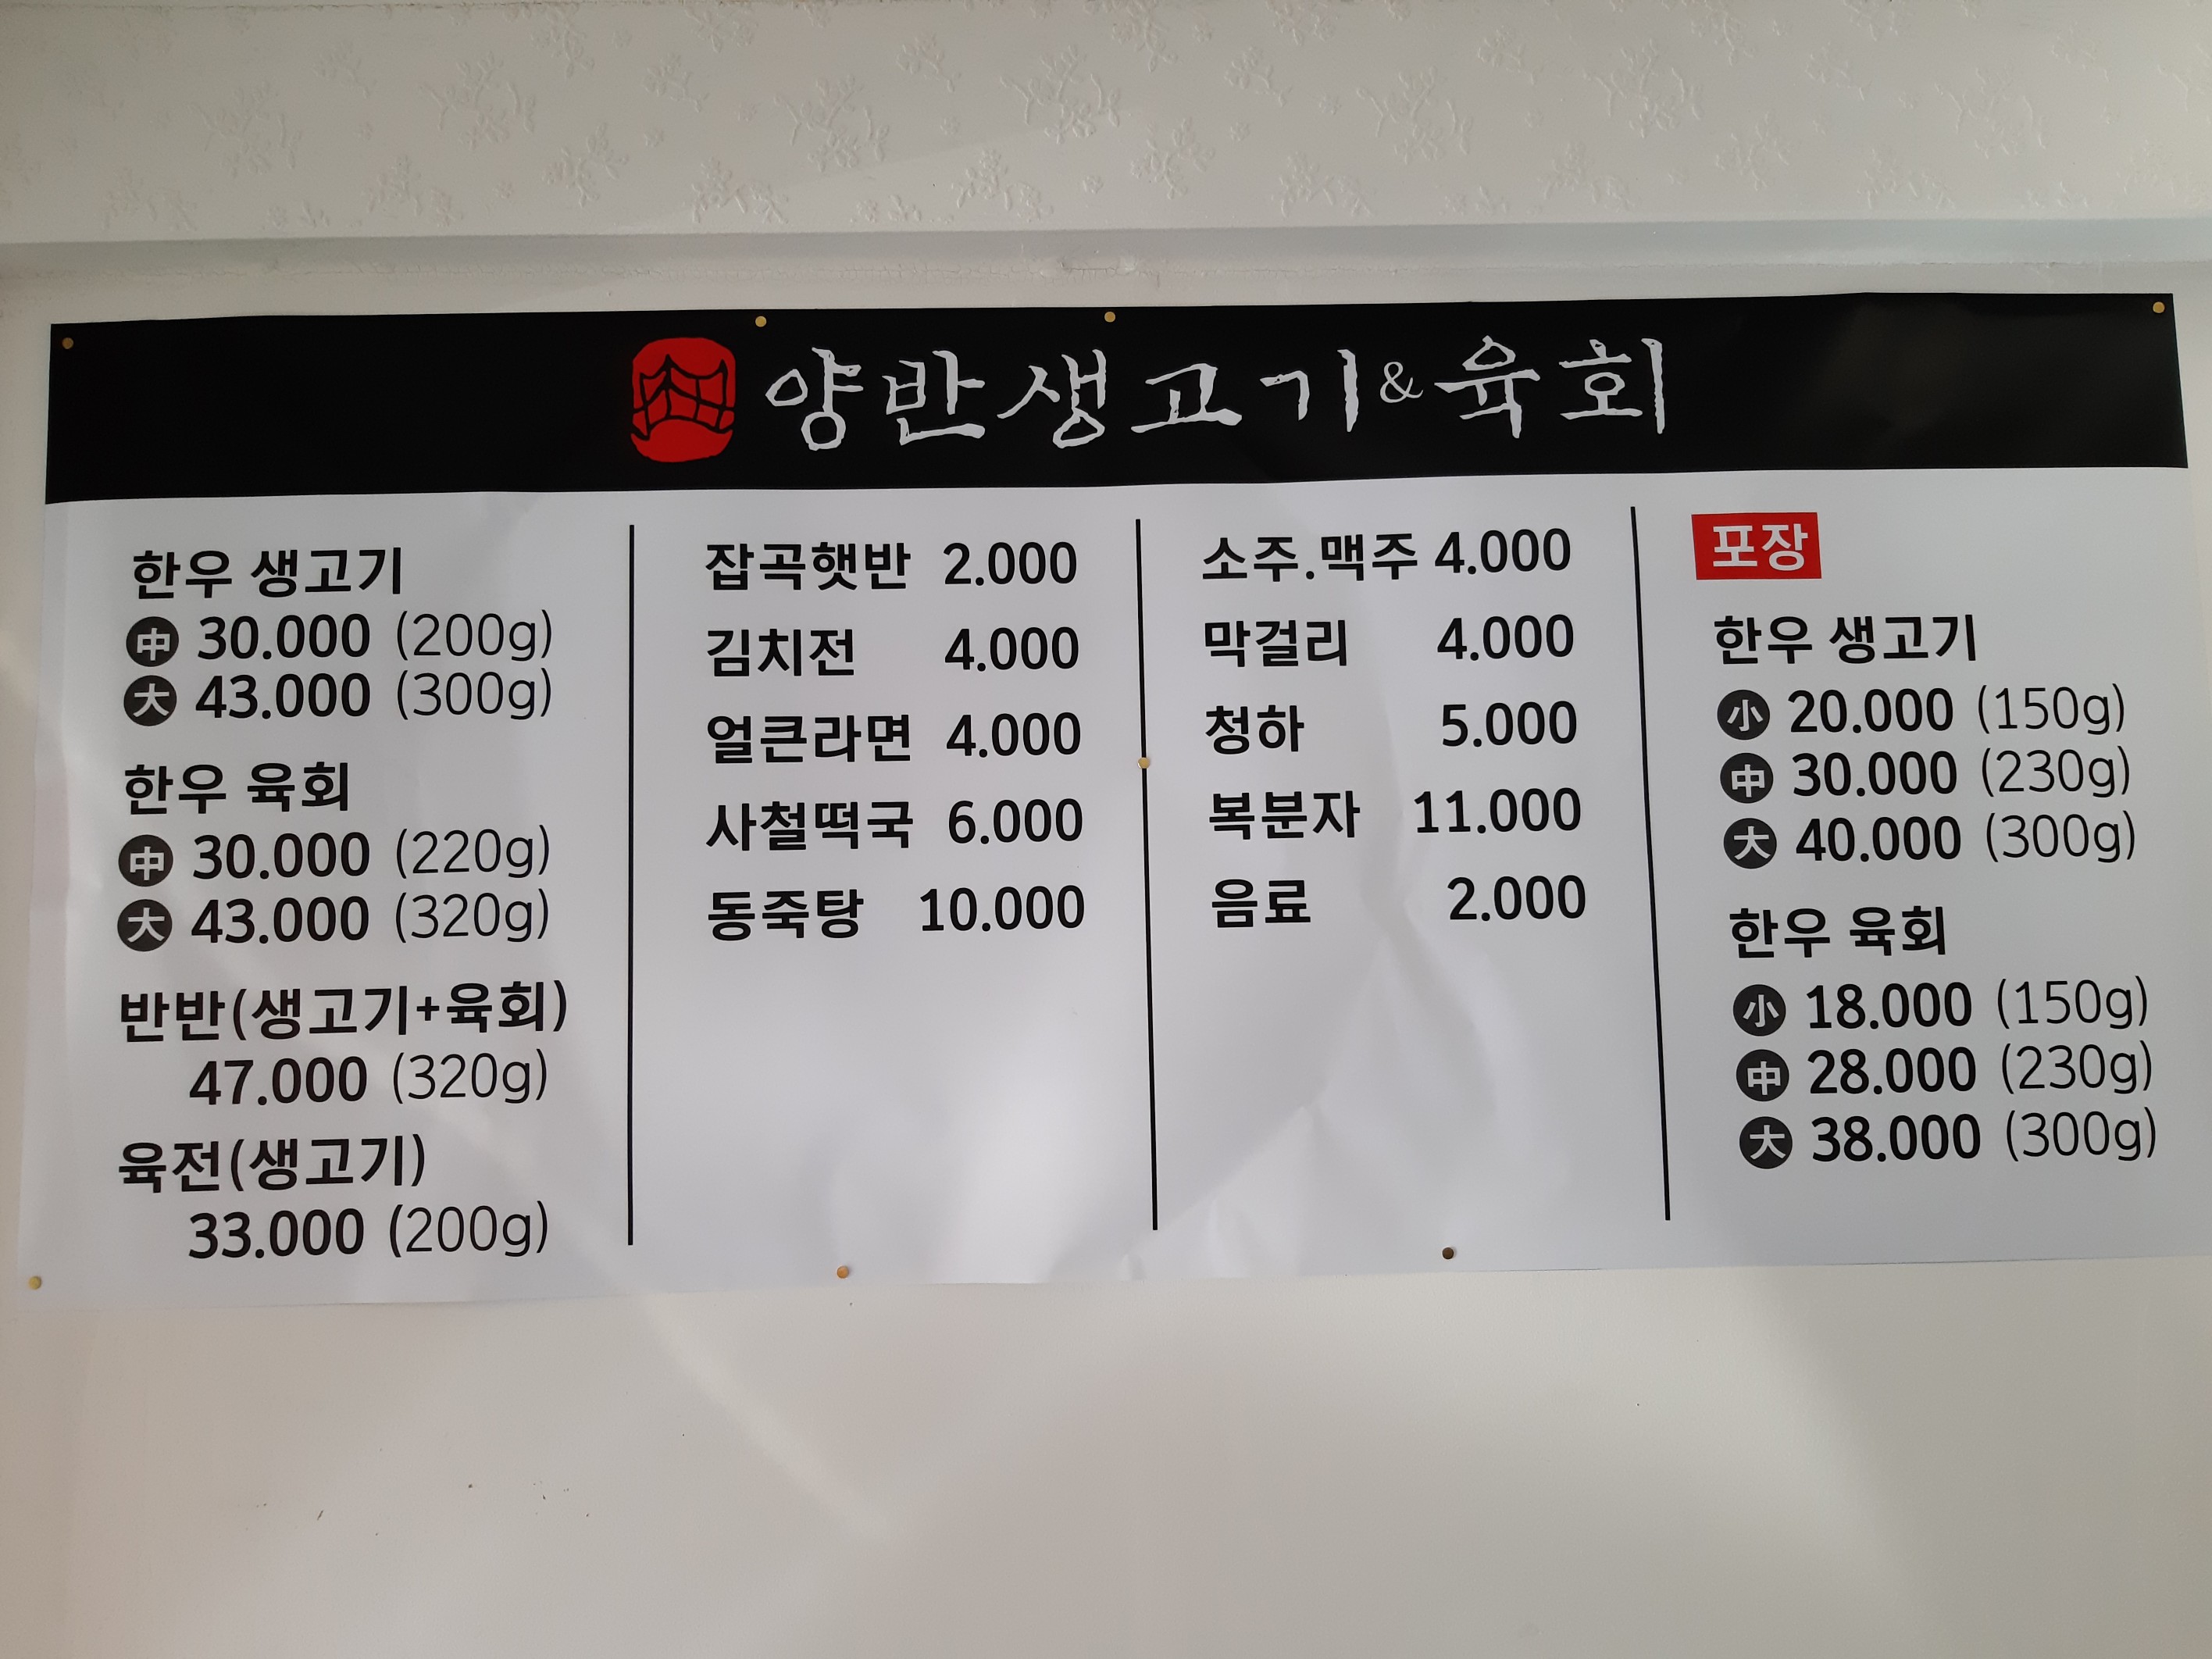 양반생고기&육회
한우 생고기
中 30.000 (200g)
大 43.000 (300g)
한우 육회
中 30.000 (220g)
大 43.000 (320g)
반반(생고기+육회)
47.000 (320g)
육전(생고기)
33.000 (200g)
잡곡햇반 2.000
김치전 4.000
얼큰라면 4.000
사철떡국 6.000
동죽탕 10.000
소주.맥주 4.000
막걸리 4.000
청하 5.000
복분자 11.000
음료 2.000
포장
한우 생고기
小 20.000 (150g)
中 30.000 (230g)
大 40.000 (300g)
한우 육회
小 18.000 (150g)
中 28.000 (230g)
大 38.000 (300g)